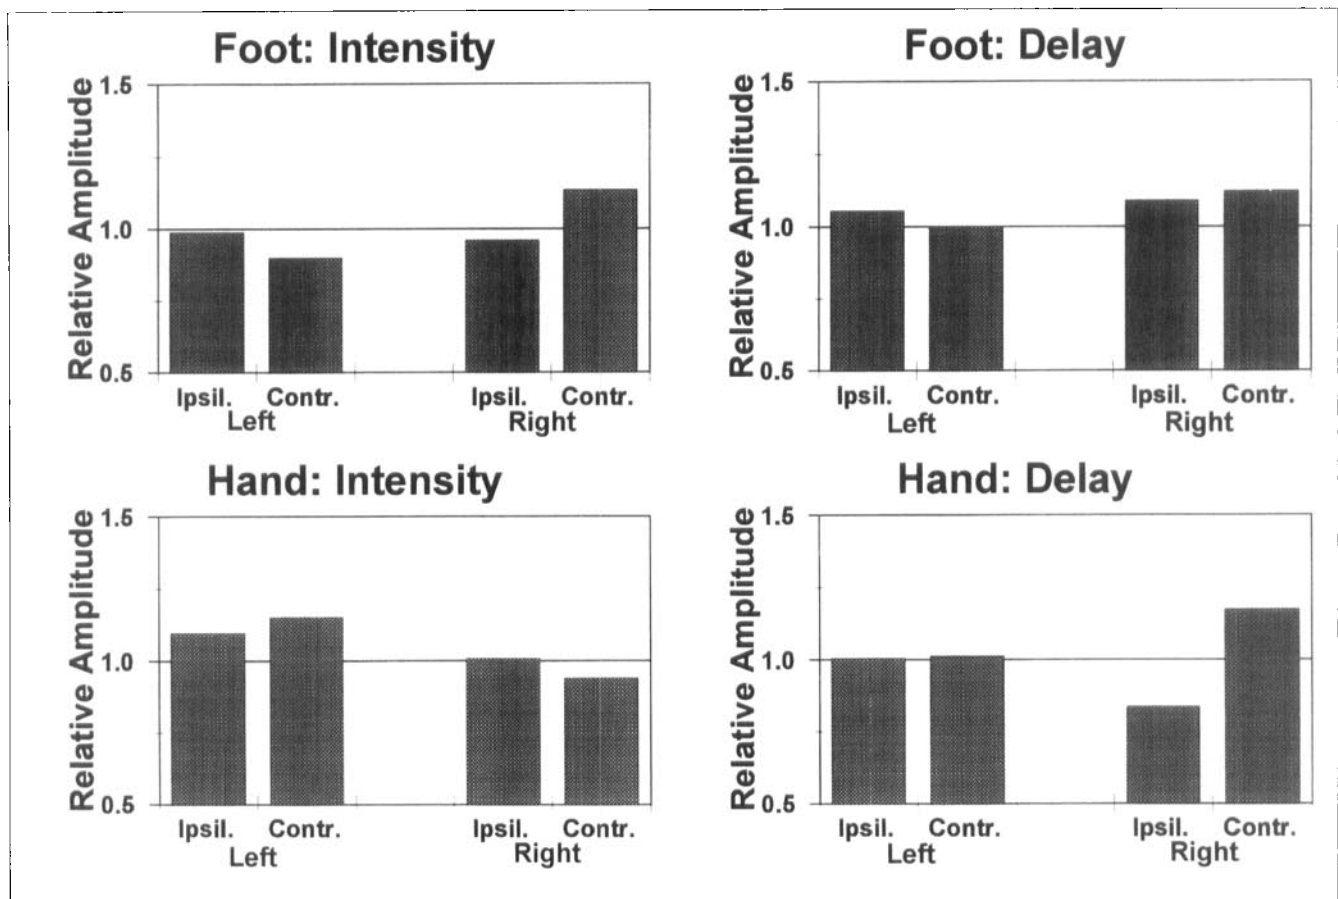 Foot: Intensity
Relative Amplitude
1.5
1.0
0.5
Ipsil. Contr. Ipsil. Contr.
Left Right
Foot: Delay
Relative Amplitude
1.5
1.0
0.5
Ipsil. Contr. Ipsil. Contr.
Left Right
Hand: Intensity
Relative Amplitude
1.5
1.0
0.5
Ipsil. Contr. Ipsil. Contr.
Left Right
Hand: Delay
Relative Amplitude
1.5
1.0
0.5
Ipsil. Contr. Ipsil. Contr.
Left Right